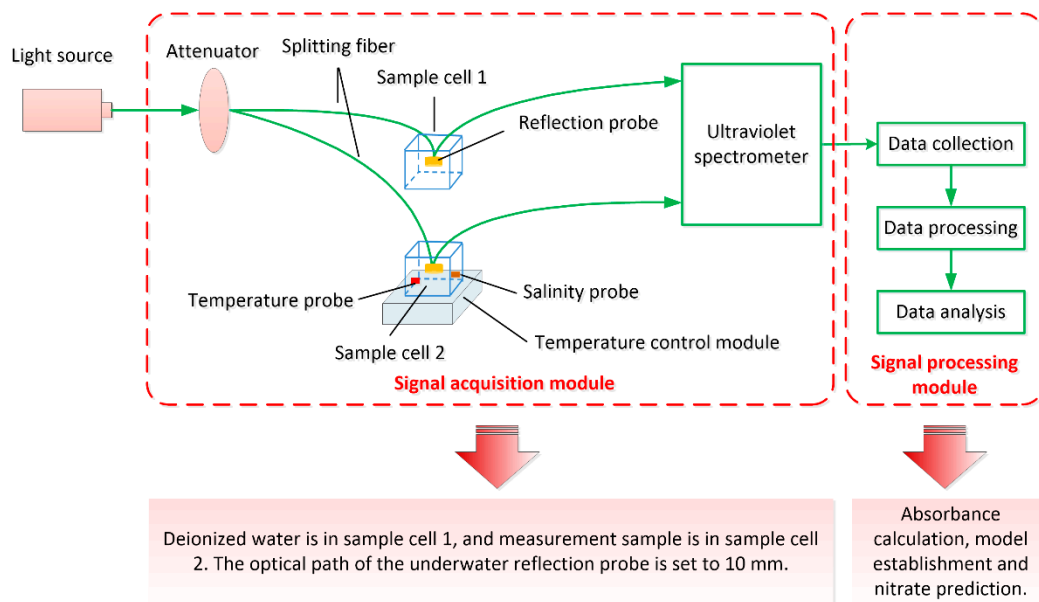 Light source
Attenuator
Splitting fiber
Sample cell 1
Reflection probe
Ultraviolet
spectrometer
Data collection
Data processing
Data analysis
Temperature probe
Salinity probe
Sample cell 2
Temperature control module
Signal acquisition module
Signal processing
module
Deionized water is in sample cell 1, and measurement sample is in sample cell
2. The optical path of the underwater reflection probe is set to 10 mm.
Absorbance
calculation, model
establishment and
nitrate prediction.